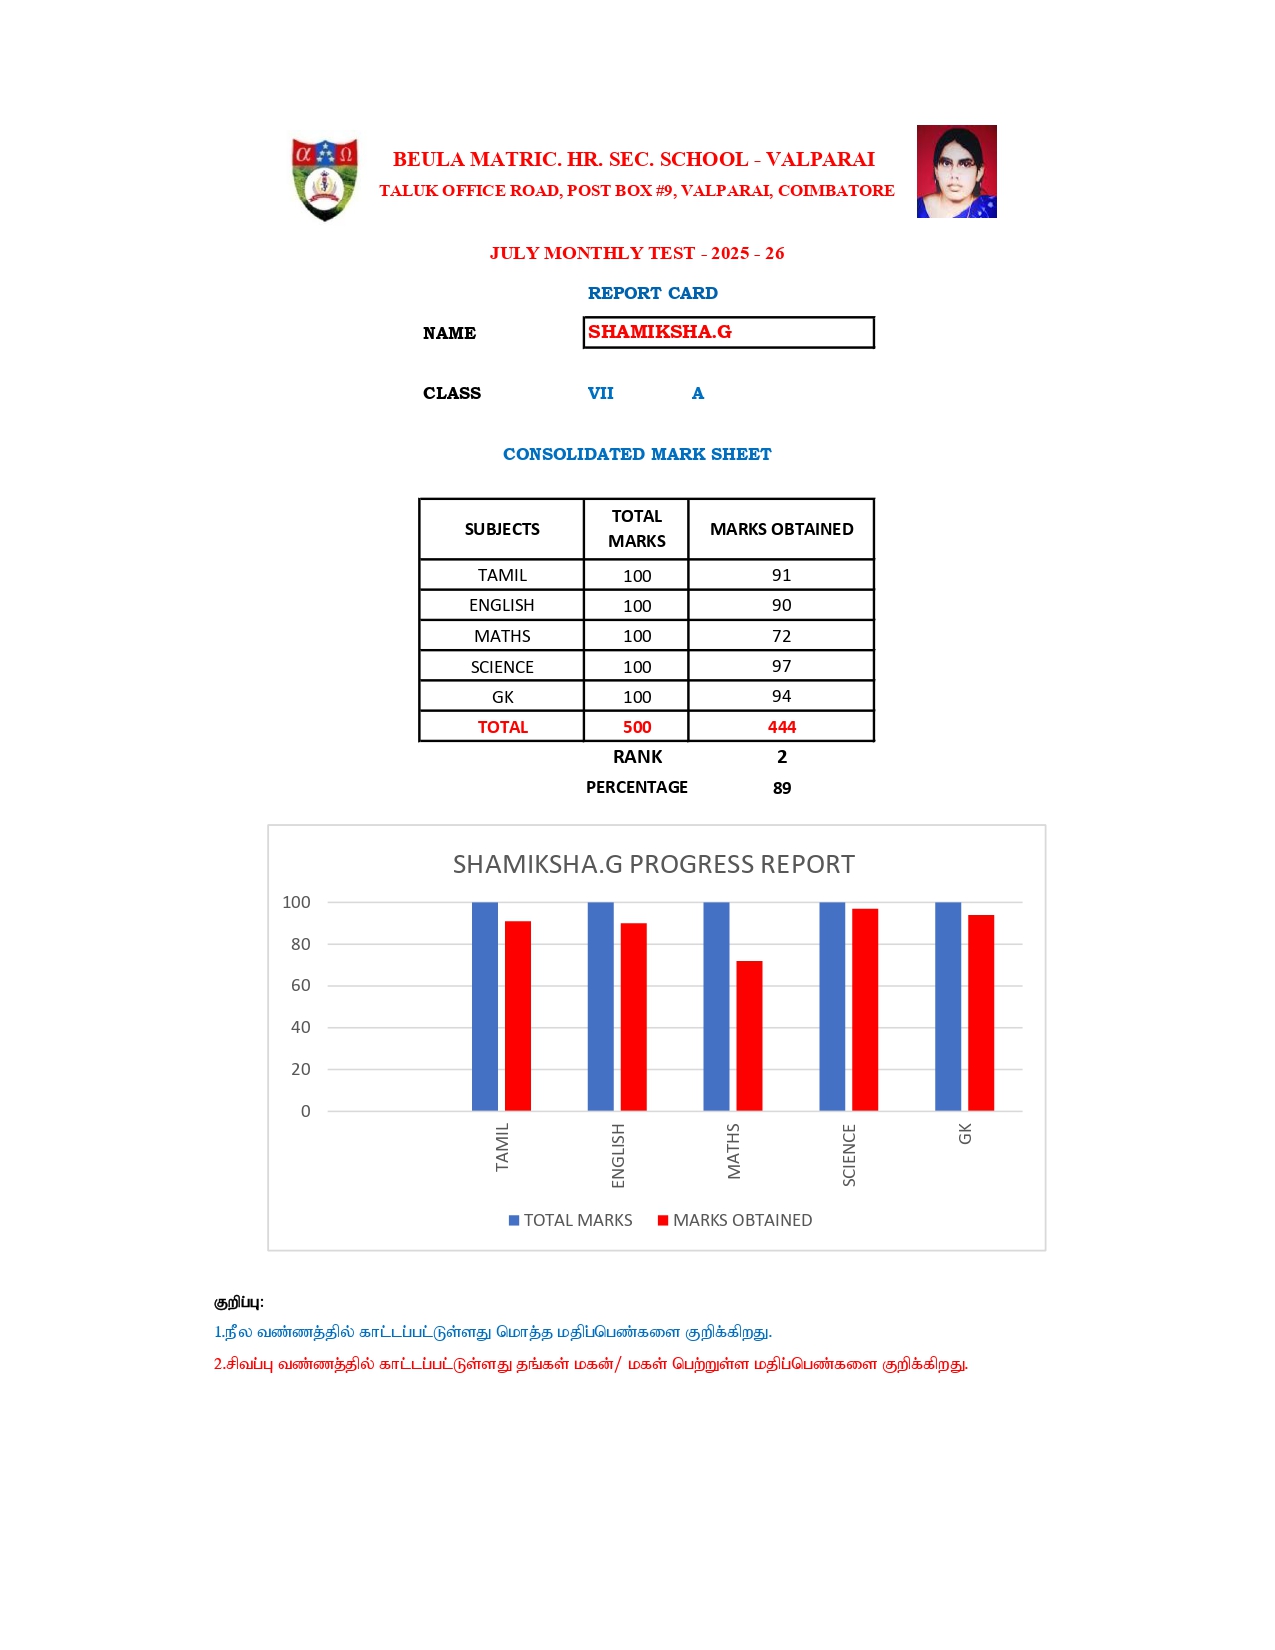 α Ω
BEULA MATRIC. HR. SEC. SCHOOL - VALPARAI
TALUK OFFICE ROAD, POST BOX #9, VALPARAI, COIMBATORE
JULY MONTHLY TEST - 2025 - 26
REPORT CARD
NAME SHAMIKSHA.G
CLASS VII A
CONSOLIDATED MARK SHEET
SUBJECTS TOTAL MARKS MARKS OBTAINED
TAMIL 100 91
ENGLISH 100 90
MATHS 100 72
SCIENCE 100 97
GK 100 94
TOTAL 500 444
RANK 2
PERCENTAGE 89
SHAMIKSHA.G PROGRESS REPORT
100
80
60
40
20
0
TAMIL ENGLISH MATHS SCIENCE GK
TOTAL MARKS MARKS OBTAINED
குறிப்பு:
1.நீல வண்ணத்தில் காட்டப்பட்டுள்ளது மொத்த மதிப்பெண்களை குறிக்கிறது.
2.சிவப்பு வண்ணத்தில் காட்டப்பட்டுள்ளது தங்கள் மகன்/ மகள் பெற்றுள்ள மதிப்பெண்களை குறிக்கிறது.